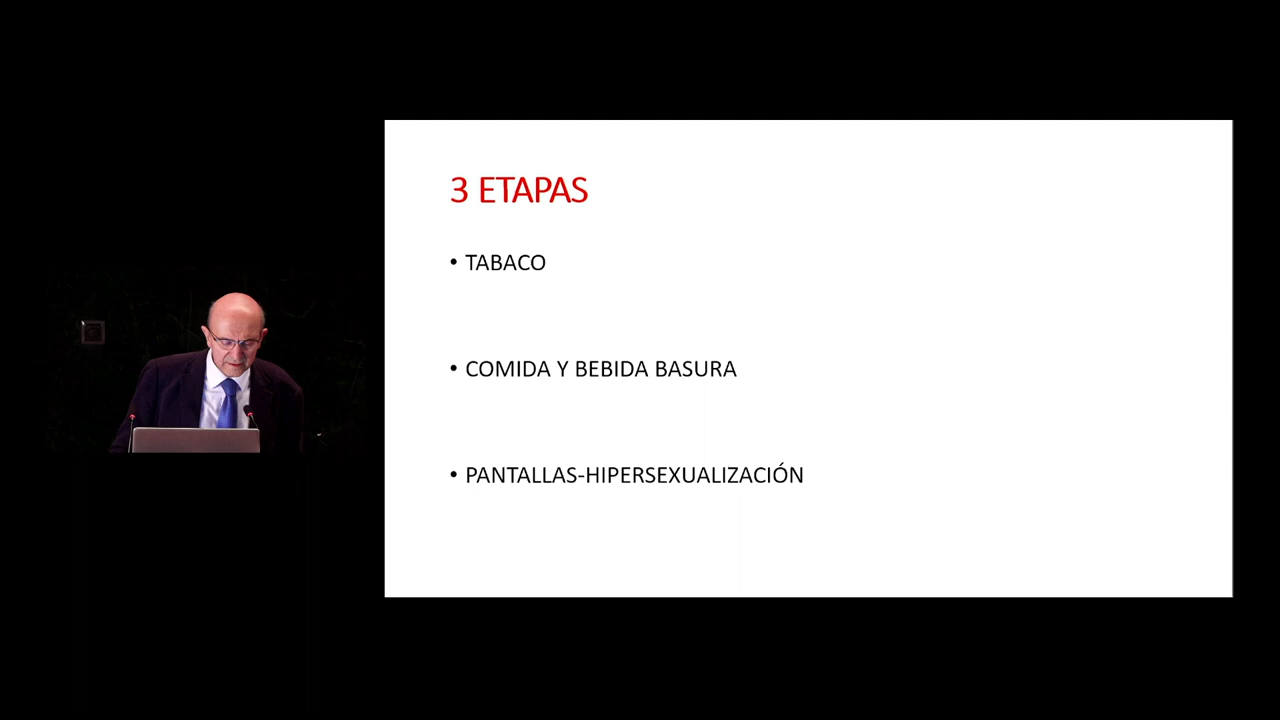 3 ETAPAS
• TABACO
• COMIDA Y BEBIDA BASURA
• PANTALLAS-HIPERSEXUALIZACIÓN